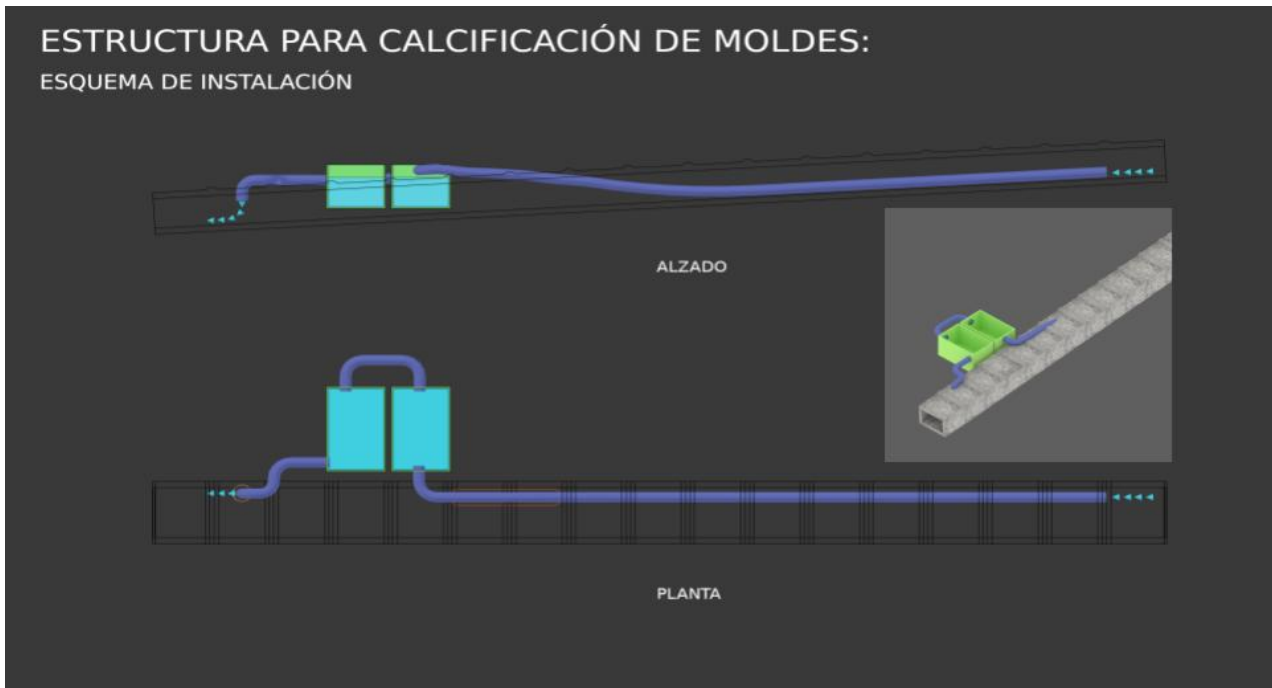 ESTRUCTURA PARA CALCIFICACIÓN DE MOLDES:
ESQUEMA DE INSTALACIÓN
ALZADO
PLANTA